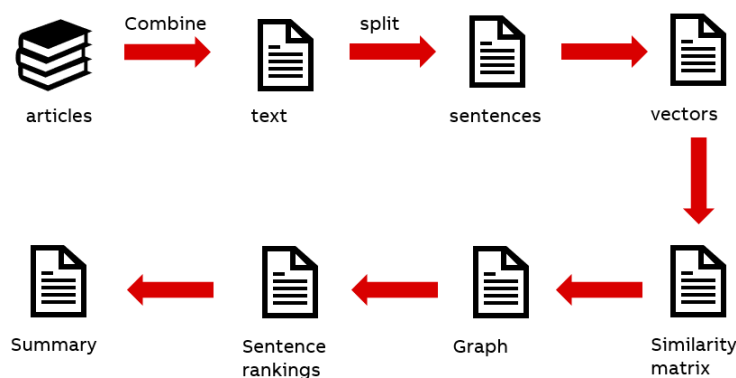 Combine
split
articles
text
sentences
vectors
Summary
Sentence
rankings
Graph
Similarity
matrix